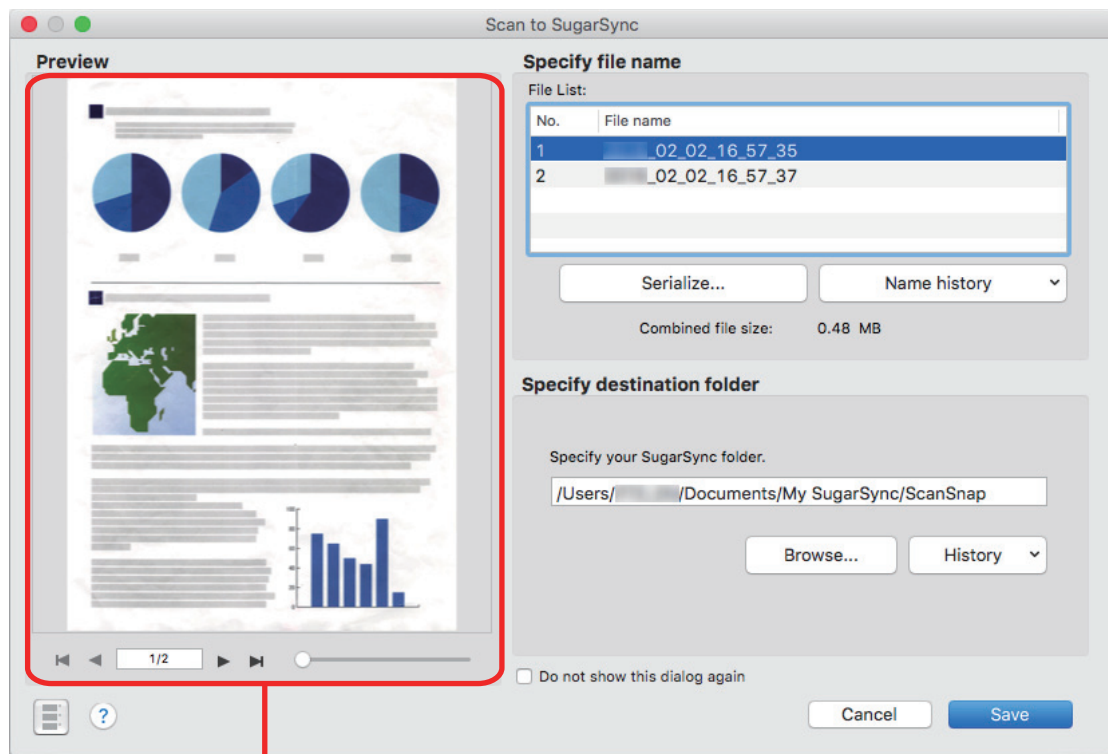 Scan to SugarSync
Preview
1/2
?
Specify file name
File List:
No. File name
1 _02_02_16_57_35
2 _02_02_16_57_37
Serialize...
Name history
Combined file size: 0.48 MB
Specify destination folder
Specify your SugarSync folder.
/Users/ /Documents/My SugarSync/ScanSnap
Browse...
History
Do not show this dialog again
Cancel
Save